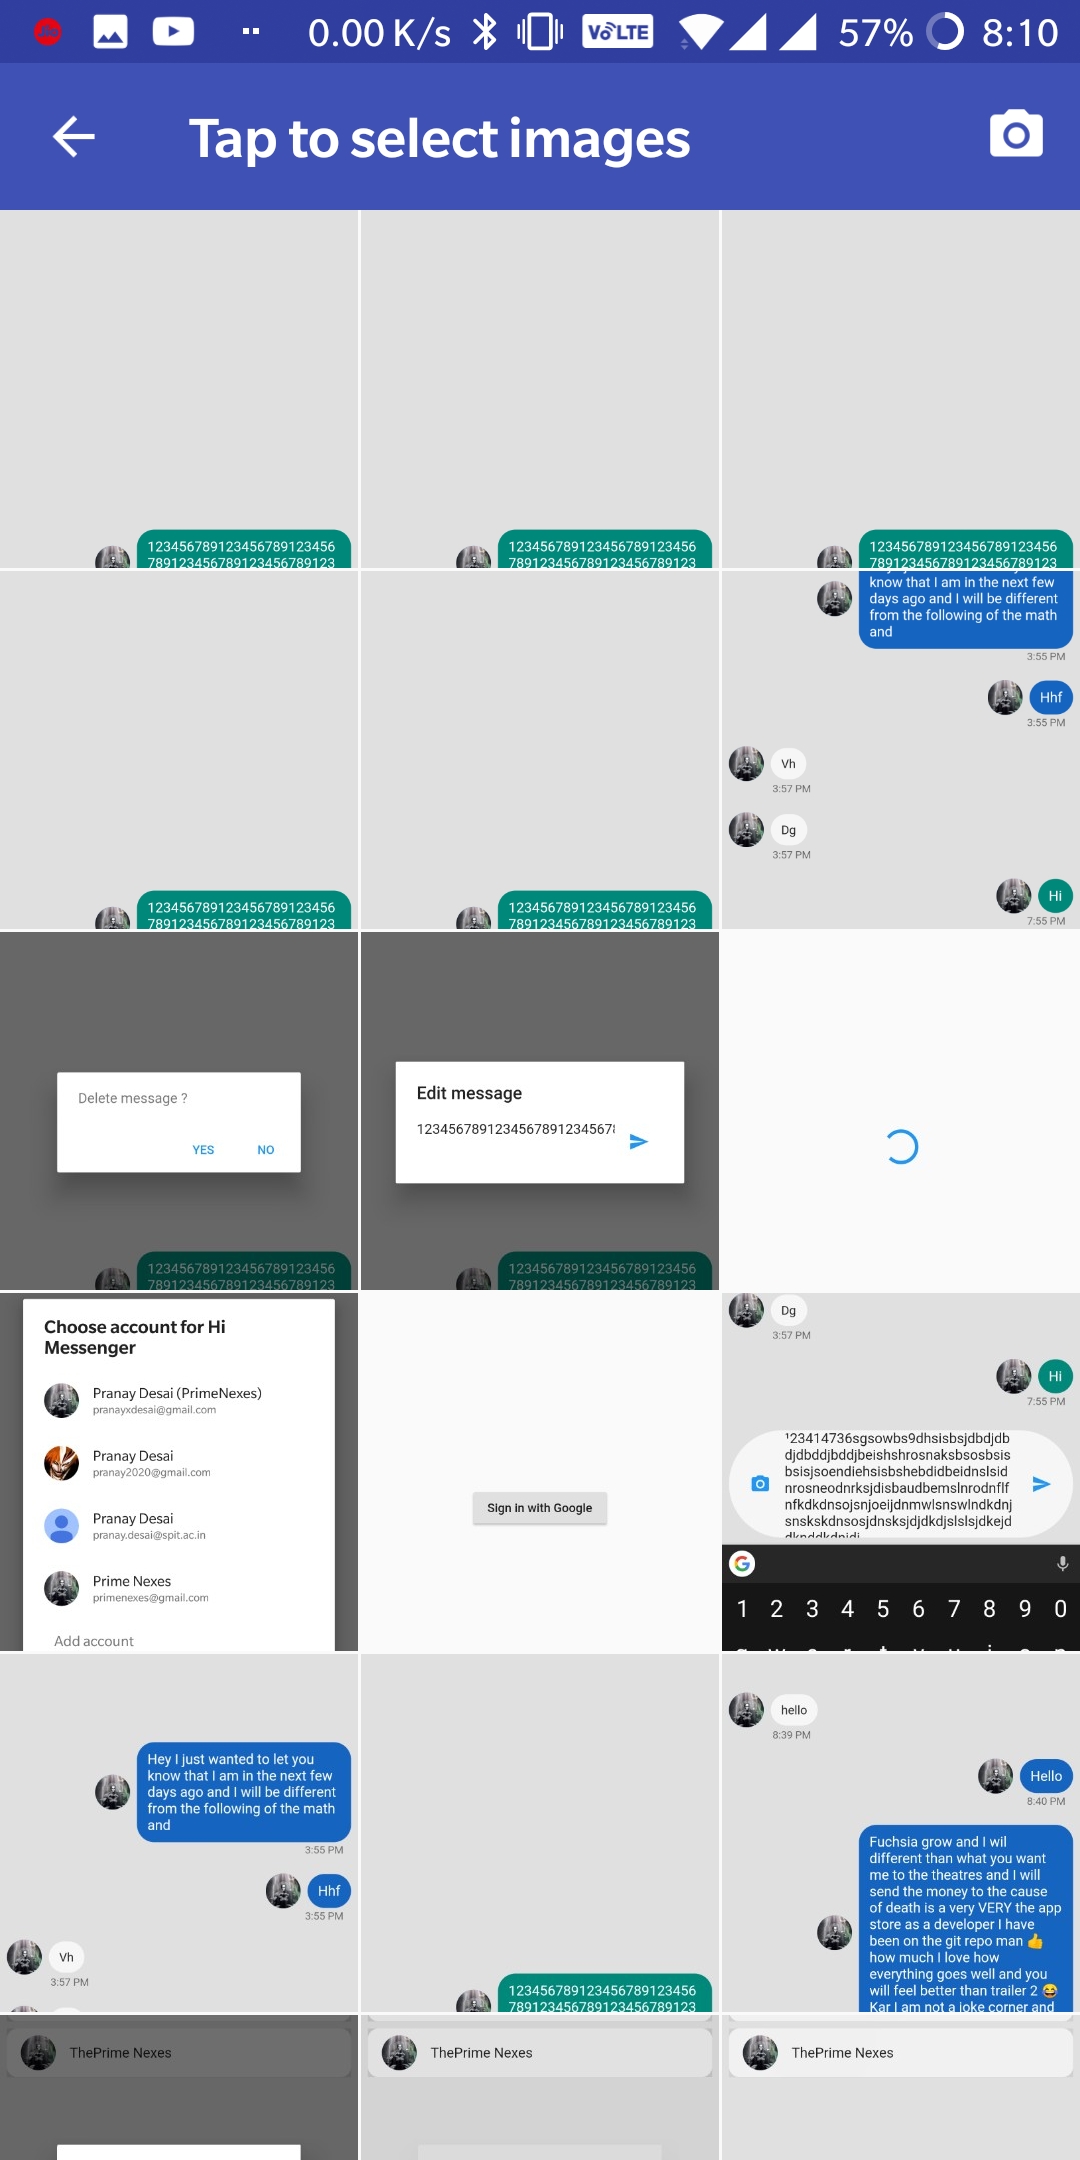 0.00 K/s VoLTE 57% 8:10
Tap to select images
123456789123456789123456
789123456789123456789123
123456789123456789123456
789123456789123456789123
123456789123456789123456
789123456789123456789123
123456789123456789123456
789123456789123456789123
123456789123456789123456
789123456789123456789123
know that I am in the next few
days ago and I will be different
from the following of the math
and
3:55 PM
Hhf
3:55 PM
Vh
3:57 PM
Dg
3:57 PM
Hi
7:55 PM
Delete message ?
YES NO
123456789123456789123456
789123456789123456789123
Edit message
1234567891234567891234567
123456789123456789123456
789123456789123456789123
Choose account for Hi
Messenger
Pranay Desai (PrimeNexes)
pranayxdesai@gmail.com
Pranay Desai
pranay2020@gmail.com
Pranay Desai
pranay.desai@spit.ac.in
Prime Nexes
primenexes@gmail.com
Add account
Sign in with Google
Dg
3:57 PM
Hi
7:55 PM
123414736sgsowbs9dhsisbsjdbdjdb
djdbddjbddjbeishshrosnaksbsosbsis
bsisjsoendiehsisbshebdidbeidnslsid
nrosneodnrksjdisbaudbemslnrodnflf
nfkdkdnsojsnjoeijdnmwlsnswlndkdnj
snskskdnsosjdnsksjdjdkdjslslsjdkejd
G
1 2 3 4 5 6 7 8 9 0
Hey I just wanted to let you
know that I am in the next few
days ago and I will be different
from the following of the math
and
3:55 PM
Hhf
3:55 PM
Vh
3:57 PM
123456789123456789123456
789123456789123456789123
hello
8:39 PM
Hello
8:40 PM
Fuchsia grow and I wil
different than what you want
me to the theatres and I will
send the money to the cause
of death is a very VERY the app
store as a developer I have
been on the git repo man 👍
how much I love how
everything goes well and you
will feel better than trailer 2 😂
Kar I am not a joke corner and
ThePrime Nexes
ThePrime Nexes
ThePrime Nexes